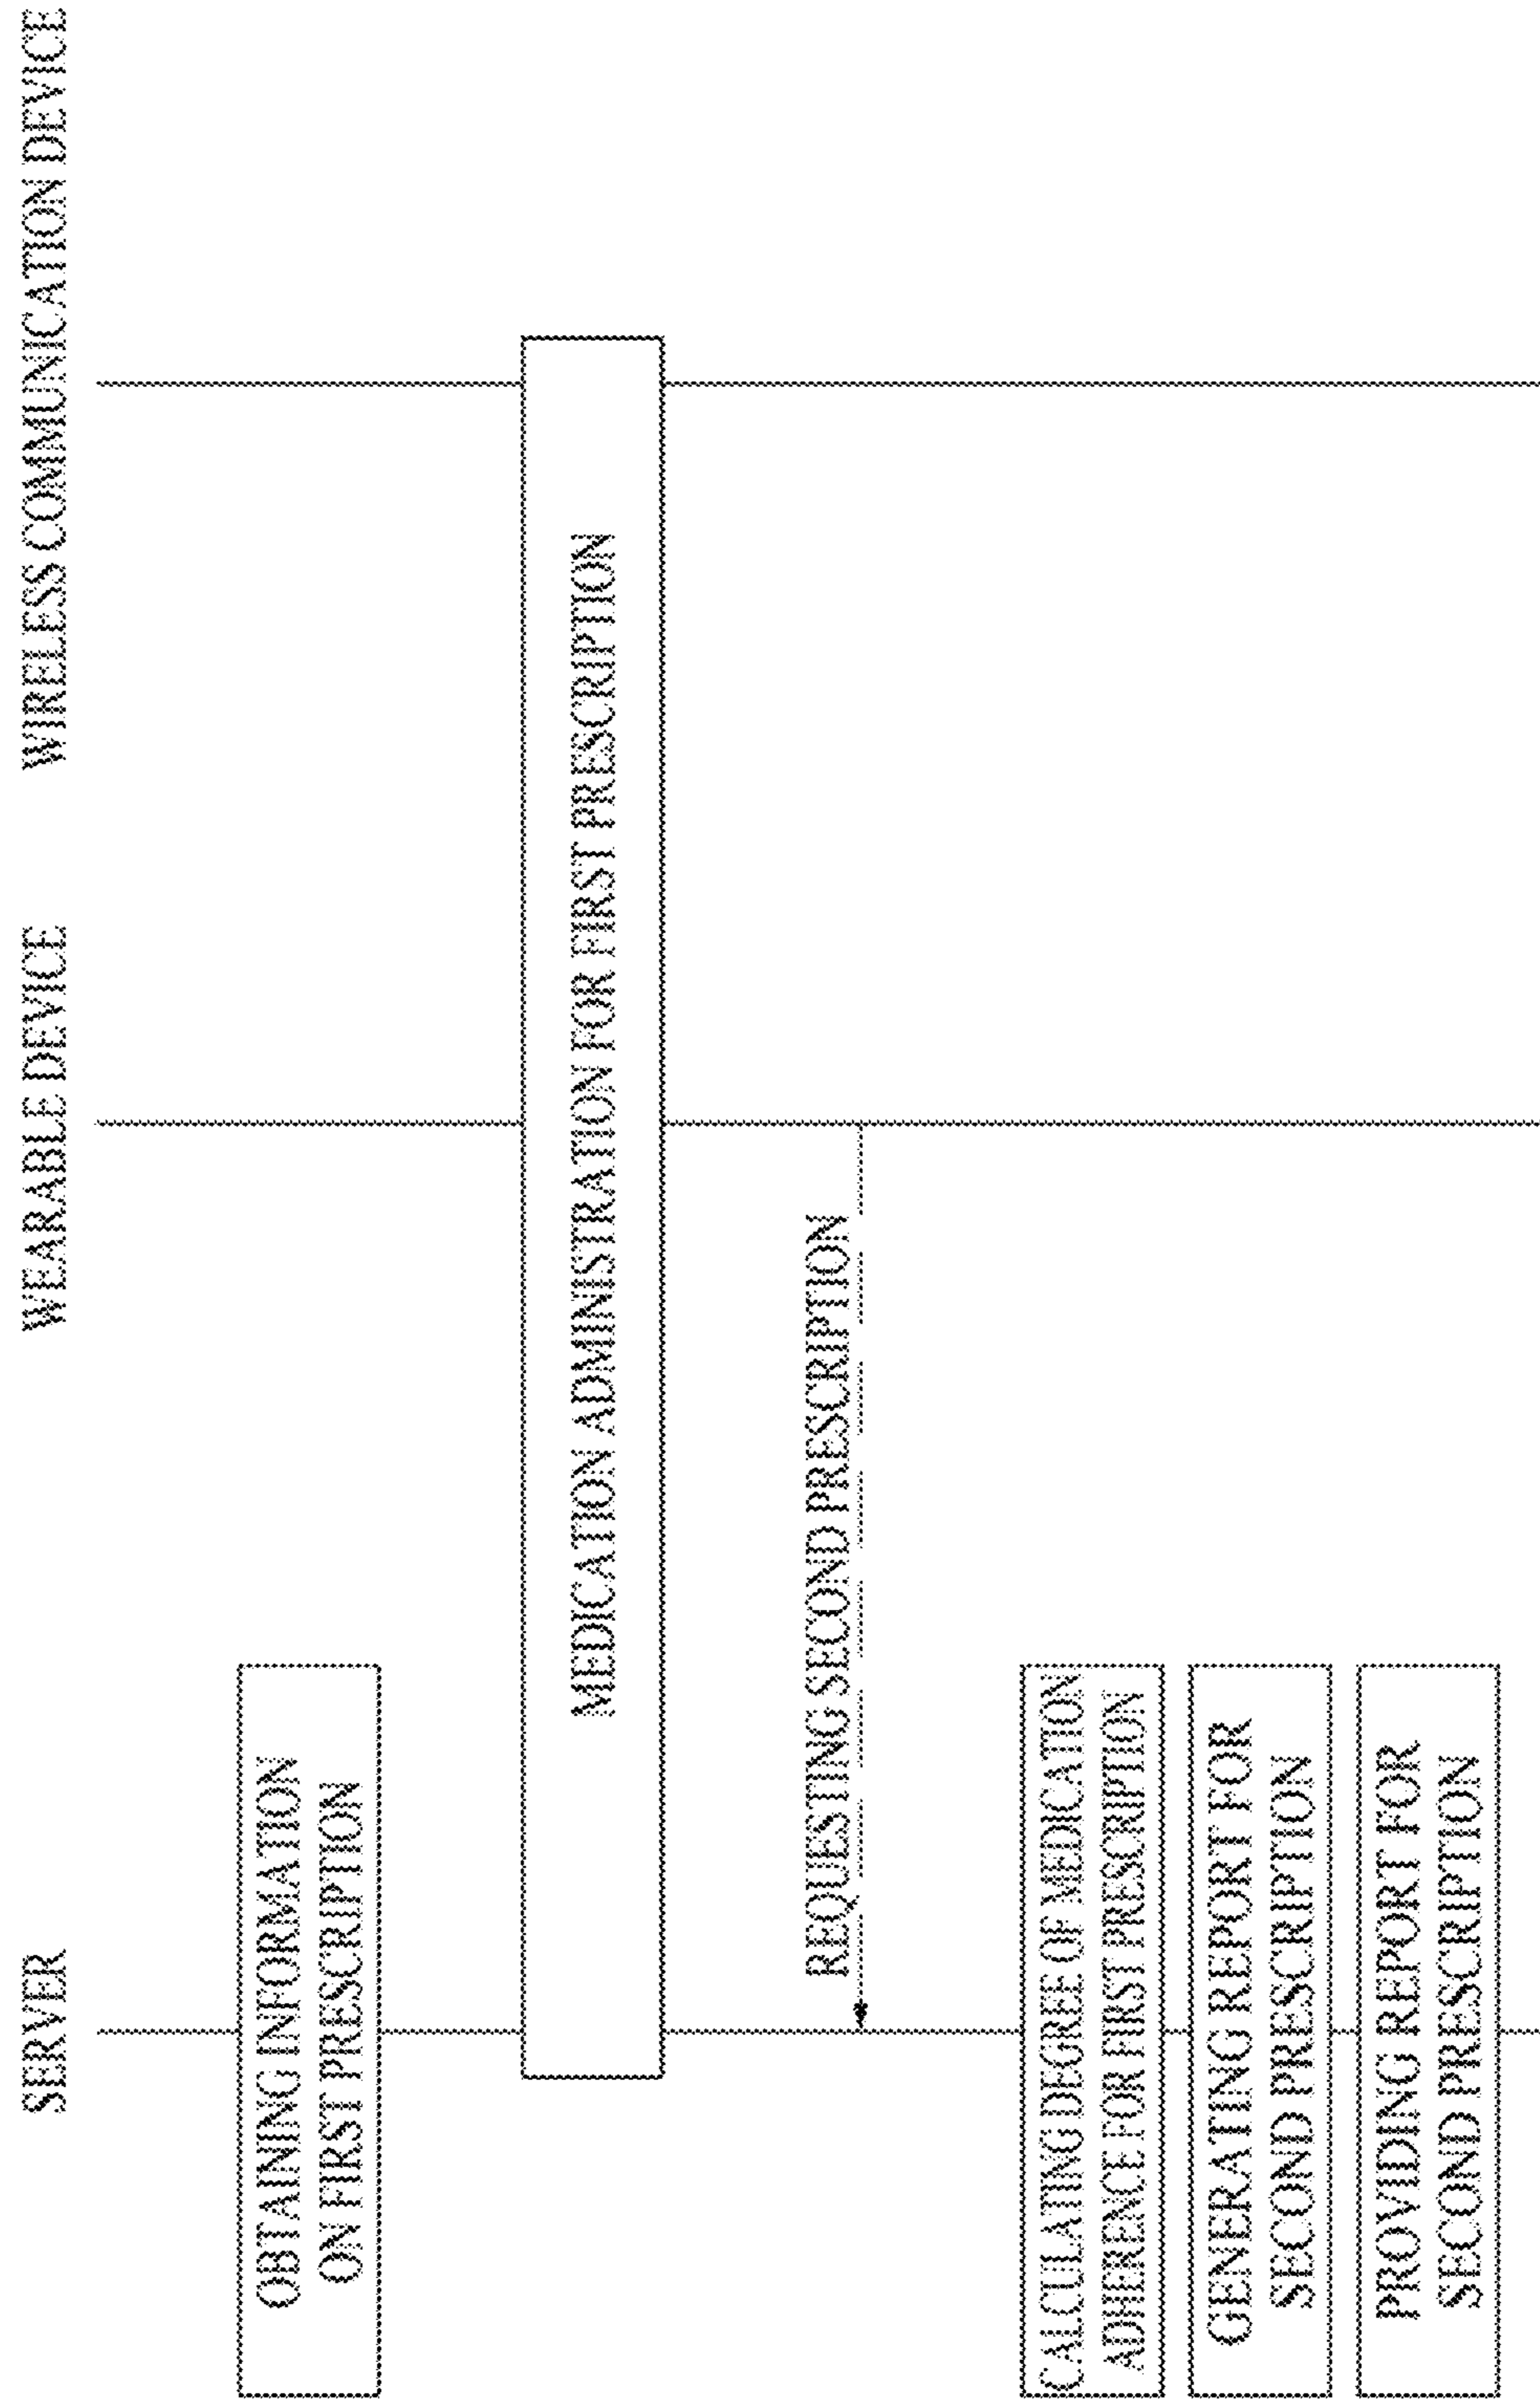 SERVER
WEARABLE DEVICE
WIRELESS COMMUNICATION DEVICE
OBTAINING INFORMATION
ON FIRST PRESCRIPTION
MEDICATION ADMINISTRATION FOR FIRST PRESCRIPTION
REQUESTING SECOND PRESCRIPTION
CALCULATING DEGREE OF MEDICATION
ADHERENCE FOR FIRST PRESCRIPTION
GENERATING REPORT FOR
SECOND PRESCRIPTION
PROVIDING REPORT FOR
SECOND PRESCRIPTION